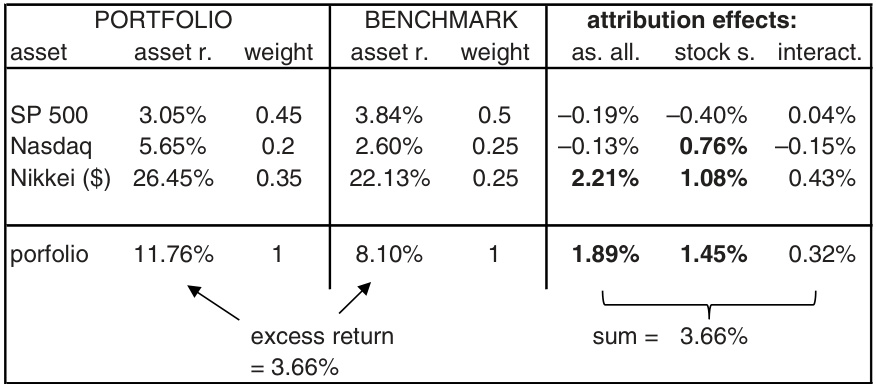 PORTFOLIO BENCHMARK attribution effects:
asset asset r. weight asset r. weight as. all. stock s. interact.
SP 500 3.05% 0.45 3.84% 0.5 –0.19% –0.40% 0.04%
Nasdaq 5.65% 0.2 2.60% 0.25 –0.13% 0.76% –0.15%
Nikkei ($) 26.45% 0.35 22.13% 0.25 2.21% 1.08% 0.43%
porfolio 11.76% 1 8.10% 1 1.89% 1.45% 0.32%
excess return sum = 3.66%
= 3.66%